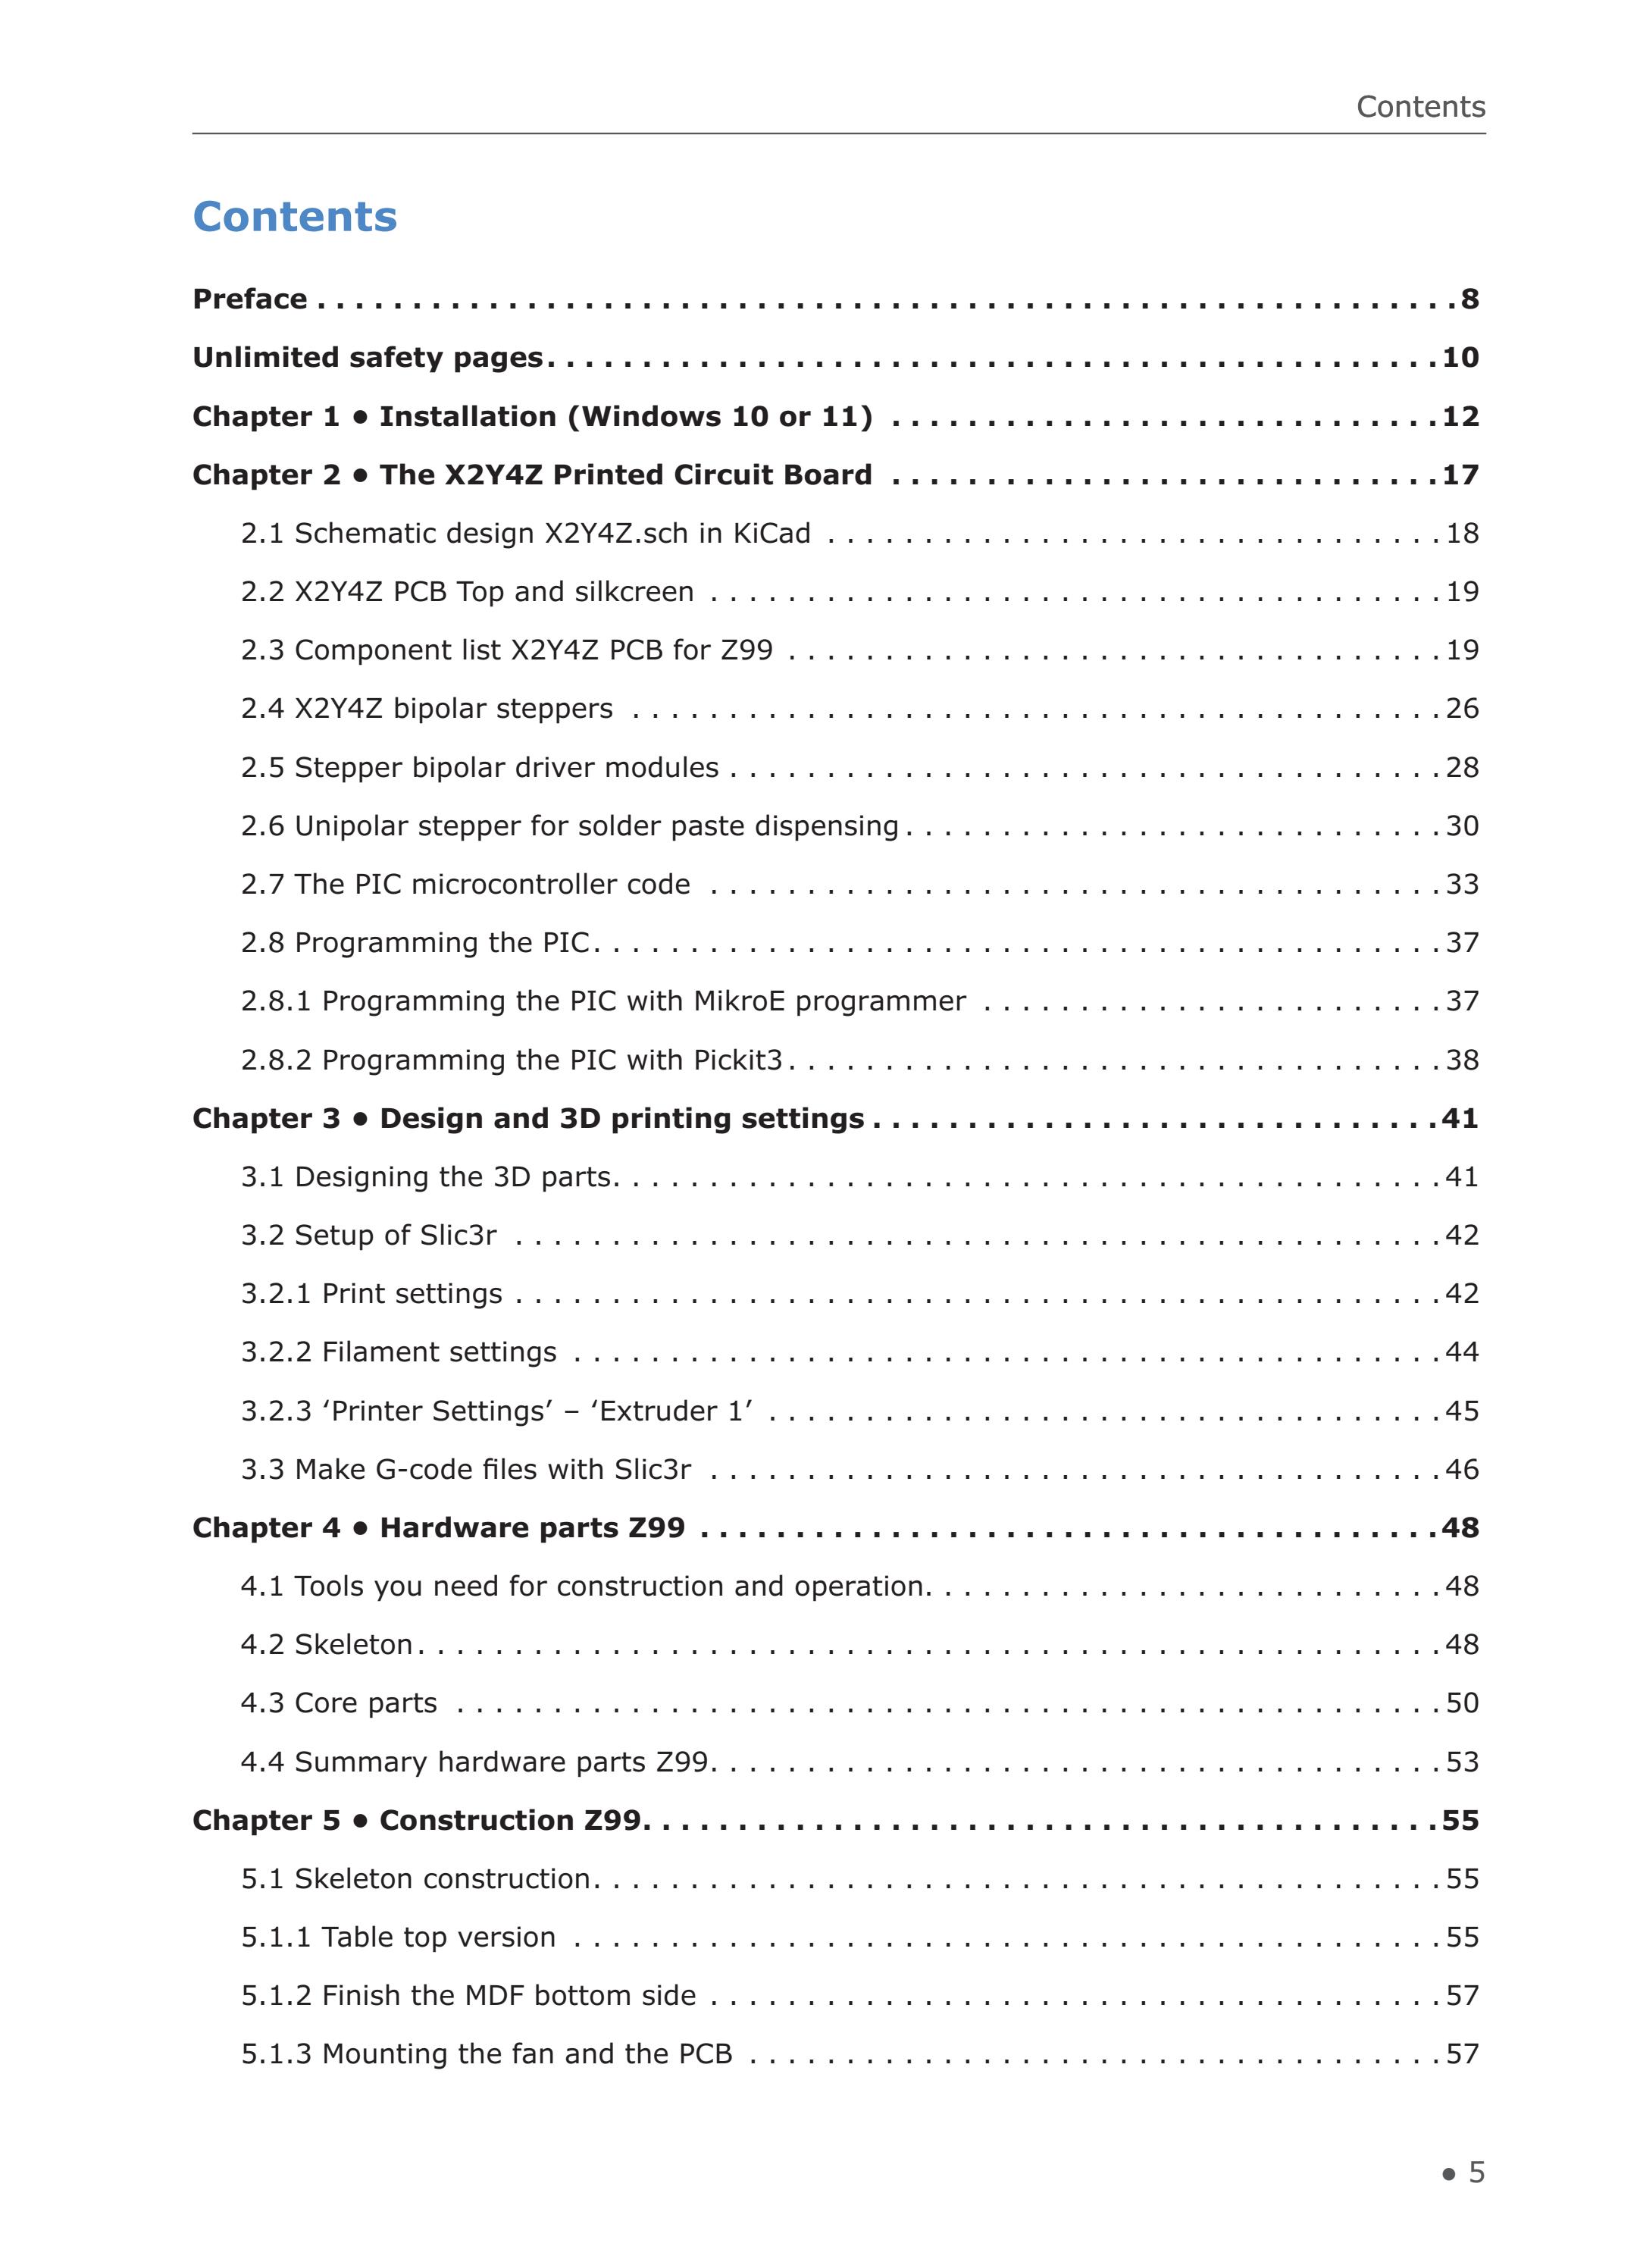 Contents
Contents
Preface . . . . . . . . . . . . . . . . . . . . . . . . . . . . . . . . . . . . . . . . . . . . . . . . . . . . . . . . . . . . 8
Unlimited safety pages. . . . . . . . . . . . . . . . . . . . . . . . . . . . . . . . . . . . . . . . . . . . . . . 10
Chapter 1 ● Installation (Windows 10 or 11) . . . . . . . . . . . . . . . . . . . . . . . . . . . . . 12
Chapter 2 ● The X2Y4Z Printed Circuit Board . . . . . . . . . . . . . . . . . . . . . . . . . . . . . 17
2.1 Schematic design X2Y4Z.sch in KiCad . . . . . . . . . . . . . . . . . . . . . . . . . . . . . . . . 18
2.2 X2Y4Z PCB Top and silkcreen . . . . . . . . . . . . . . . . . . . . . . . . . . . . . . . . . . . . . . 19
2.3 Component list X2Y4Z PCB for Z99 . . . . . . . . . . . . . . . . . . . . . . . . . . . . . . . . . . 19
2.4 X2Y4Z bipolar steppers . . . . . . . . . . . . . . . . . . . . . . . . . . . . . . . . . . . . . . . . . . 26
2.5 Stepper bipolar driver modules . . . . . . . . . . . . . . . . . . . . . . . . . . . . . . . . . . . . . 28
2.6 Unipolar stepper for solder paste dispensing . . . . . . . . . . . . . . . . . . . . . . . . . . . . 30
2.7 The PIC microcontroller code . . . . . . . . . . . . . . . . . . . . . . . . . . . . . . . . . . . . . . 33
2.8 Programming the PIC. . . . . . . . . . . . . . . . . . . . . . . . . . . . . . . . . . . . . . . . . . . . 37
2.8.1 Programming the PIC with MikroE programmer . . . . . . . . . . . . . . . . . . . . . . . . 37
2.8.2 Programming the PIC with Pickit3 . . . . . . . . . . . . . . . . . . . . . . . . . . . . . . . . . . 38
Chapter 3 ● Design and 3D printing settings . . . . . . . . . . . . . . . . . . . . . . . . . . . . . . 41
3.1 Designing the 3D parts. . . . . . . . . . . . . . . . . . . . . . . . . . . . . . . . . . . . . . . . . . . 41
3.2 Setup of Slic3r . . . . . . . . . . . . . . . . . . . . . . . . . . . . . . . . . . . . . . . . . . . . . . . . 42
3.2.1 Print settings . . . . . . . . . . . . . . . . . . . . . . . . . . . . . . . . . . . . . . . . . . . . . . . . 42
3.2.2 Filament settings . . . . . . . . . . . . . . . . . . . . . . . . . . . . . . . . . . . . . . . . . . . . . 44
3.2.3 ‘Printer Settings’ – ‘Extruder 1’ . . . . . . . . . . . . . . . . . . . . . . . . . . . . . . . . . . . 45
3.3 Make G-code files with Slic3r . . . . . . . . . . . . . . . . . . . . . . . . . . . . . . . . . . . . . . 46
Chapter 4 ● Hardware parts Z99 . . . . . . . . . . . . . . . . . . . . . . . . . . . . . . . . . . . . . . . 48
4.1 Tools you need for construction and operation. . . . . . . . . . . . . . . . . . . . . . . . . . . 48
4.2 Skeleton . . . . . . . . . . . . . . . . . . . . . . . . . . . . . . . . . . . . . . . . . . . . . . . . . . . . . 48
4.3 Core parts . . . . . . . . . . . . . . . . . . . . . . . . . . . . . . . . . . . . . . . . . . . . . . . . . . . 50
4.4 Summary hardware parts Z99. . . . . . . . . . . . . . . . . . . . . . . . . . . . . . . . . . . . . . 53
Chapter 5 ● Construction Z99. . . . . . . . . . . . . . . . . . . . . . . . . . . . . . . . . . . . . . . . . . 55
5.1 Skeleton construction. . . . . . . . . . . . . . . . . . . . . . . . . . . . . . . . . . . . . . . . . . . . 55
5.1.1 Table top version . . . . . . . . . . . . . . . . . . . . . . . . . . . . . . . . . . . . . . . . . . . . . 55
5.1.2 Finish the MDF bottom side . . . . . . . . . . . . . . . . . . . . . . . . . . . . . . . . . . . . . . 57
5.1.3 Mounting the fan and the PCB . . . . . . . . . . . . . . . . . . . . . . . . . . . . . . . . . . . . 57
● 5